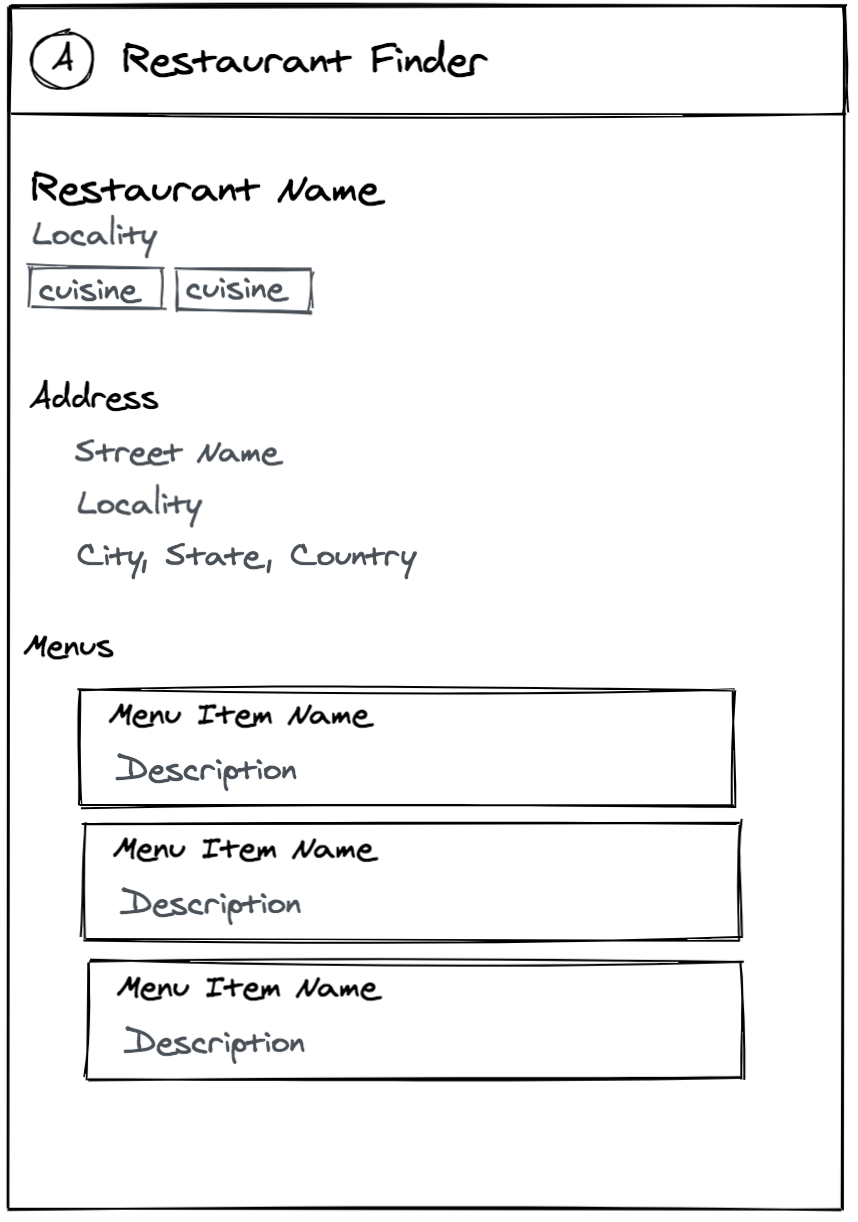 A Restaurant Finder
Restaurant Name
Locality
cuisine cuisine
Address
Street Name
Locality
City, State, Country
Menus
Menu Item Name
Description
Menu Item Name
Description
Menu Item Name
Description